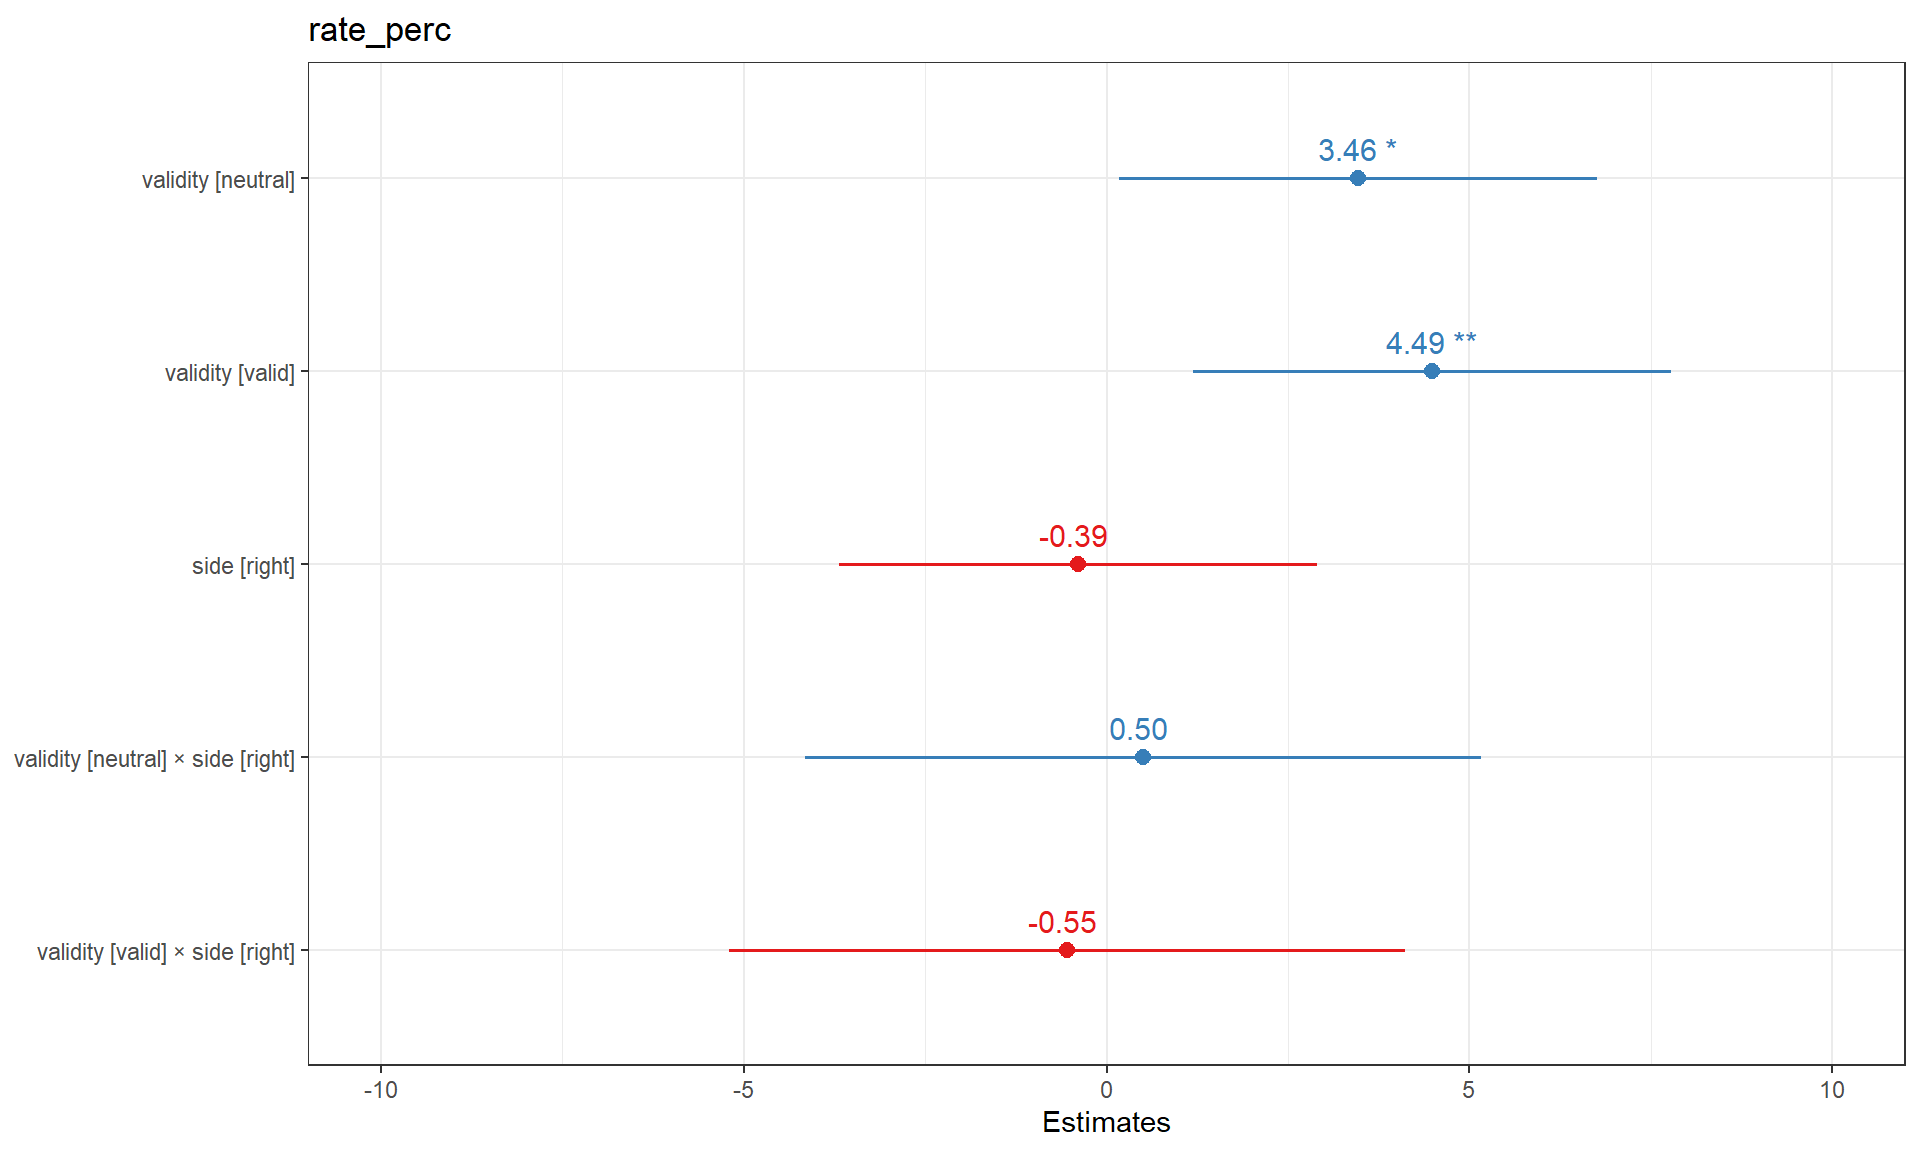 rate_perc
3.46 *
validity [neutral]
4.49 **
validity [valid]
-0.39
side [right]
0.50
validity [neutral] × side [right]
-0.55
validity [valid] × side [right]
-10 -5 0 5 10
Estimates